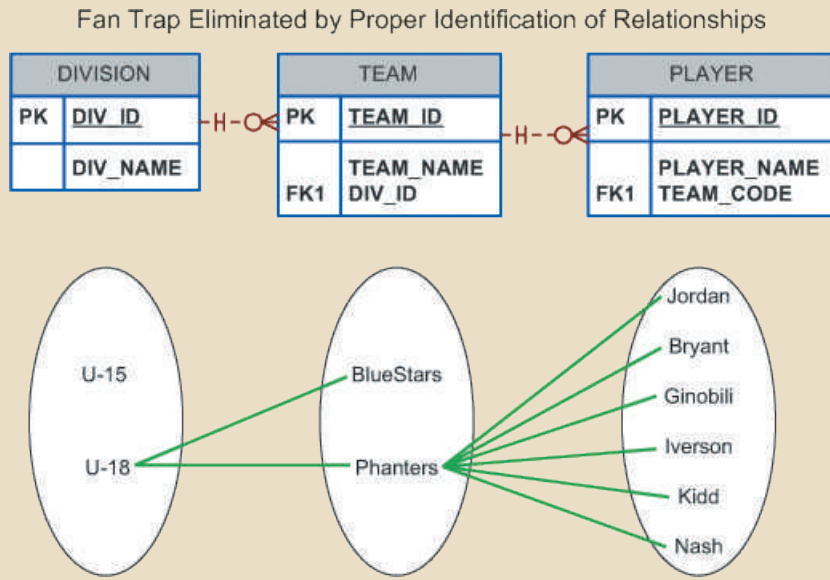 Fan Trap Eliminated by Proper Identification of Relationships
DIVISION
PK DIV_ID
DIV_NAME
TEAM
PK TEAM_ID
TEAM_NAME
FK1 DIV_ID
PLAYER
PK PLAYER_ID
PLAYER_NAME
FK1 TEAM_CODE
U-15
U-18
BlueStars
Phanters
Jordan
Bryant
Ginobili
Iverson
Kidd
Nash